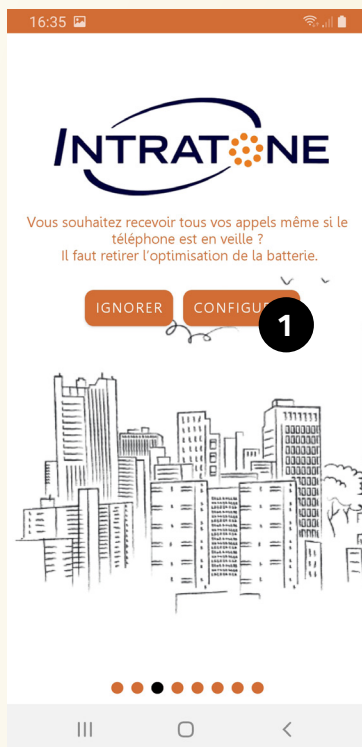 16:35
INTRATONE
Vous souhaitez recevoir tous vos appels même si le
téléphone est en veille ?
Il faut retirer l'optimisation de la batterie.
IGNORER
1